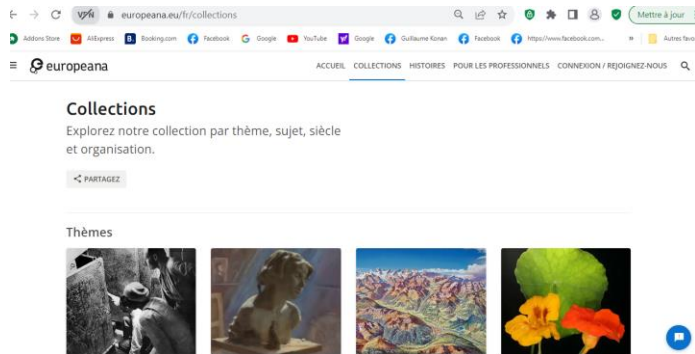 VPN europeana.eu/fr/collections Mettre à jour
Addons Store AliExpress Booking.com Facebook Google YouTube Google Guillaume Konan Facebook https://www.facebook.com... » Autres favo
europeana ACCUEIL COLLECTIONS HISTOIRES POUR LES PROFESSIONNELS CONNEXION / REJOIGNEZ-NOUS
Collections
Explorez notre collection par thème, sujet, siècle
et organisation.
PARTAGEZ
Thèmes